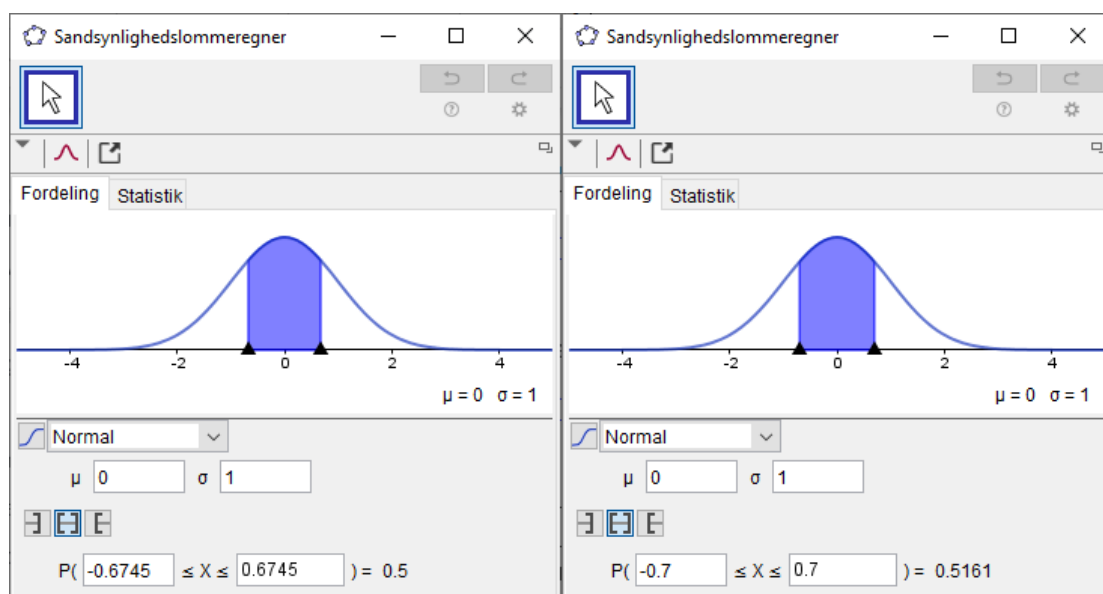 Sandsynlighedslommeregner
Fordeling Statistik
-4 -2 0 2 4
μ = 0 σ = 1
Normal
μ 0 σ 1
P( -0.6745 ≤ X ≤ 0.6745 ) = 0.5
Sandsynlighedslommeregner
Fordeling Statistik
-4 -2 0 2 4
μ = 0 σ = 1
Normal
μ 0 σ 1
P( -0.7 ≤ X ≤ 0.7 ) = 0.5161